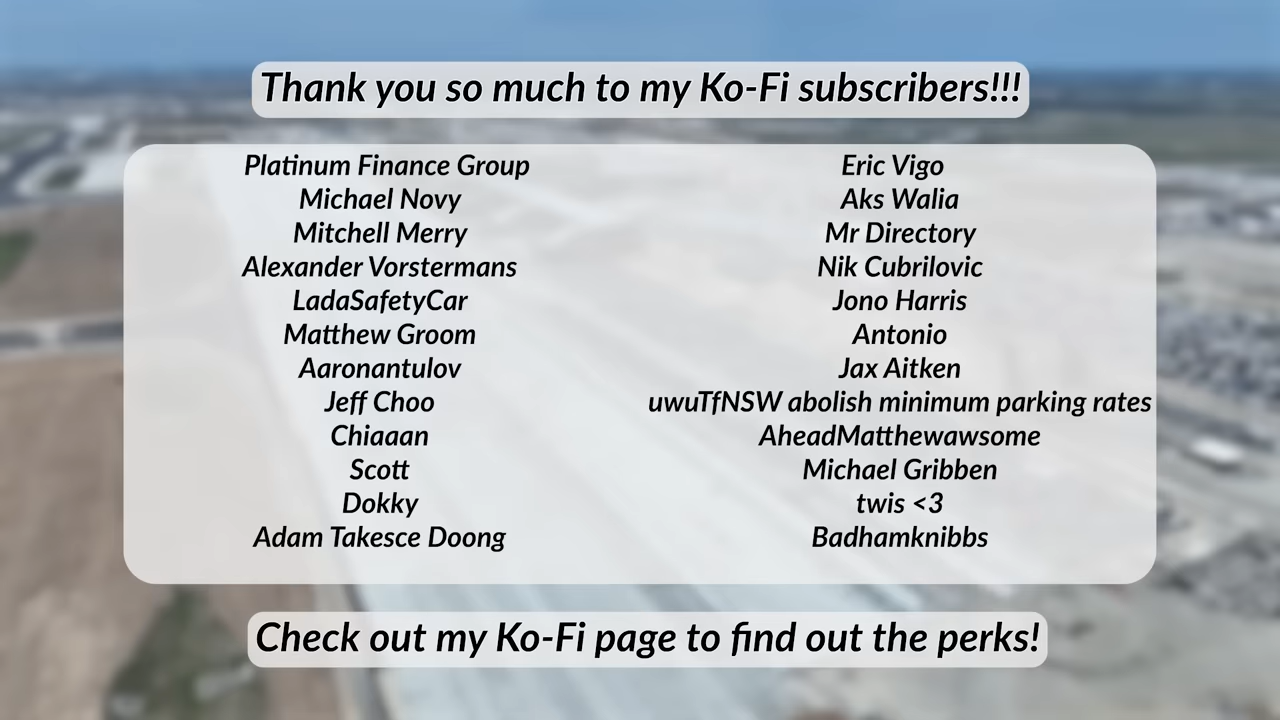 Thank you so much to my Ko-Fi subscribers!!!
Platinum Finance Group
Michael Novy
Mitchell Merry
Alexander Vorstermans
LadaSafetyCar
Matthew Groom
Aaronantulov
Jeff Choo
Chiaaan
Scott
Dokky
Adam Takesce Doong
Eric Vigo
Aks Walia
Mr Directory
Nik Cubrilovic
Jono Harris
Antonio
Jax Aitken
uwuTfNSW abolish minimum parking rates
AheadMatthewawsome
Michael Gribben
twis <3
Badhamknibbs
Check out my Ko-Fi page to find out the perks!